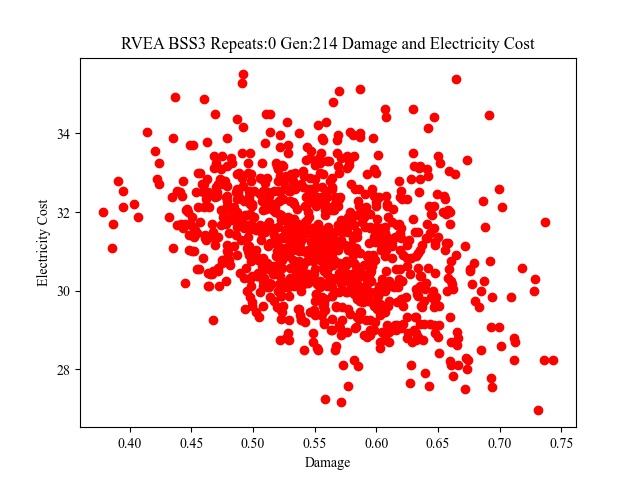 RVEA BSS3 Repeats:0 Gen:214 Damage and Electricity Cost
Electricity Cost
34
32
30
28
0.40 0.45 0.50 0.55 0.60 0.65 0.70 0.75
Damage